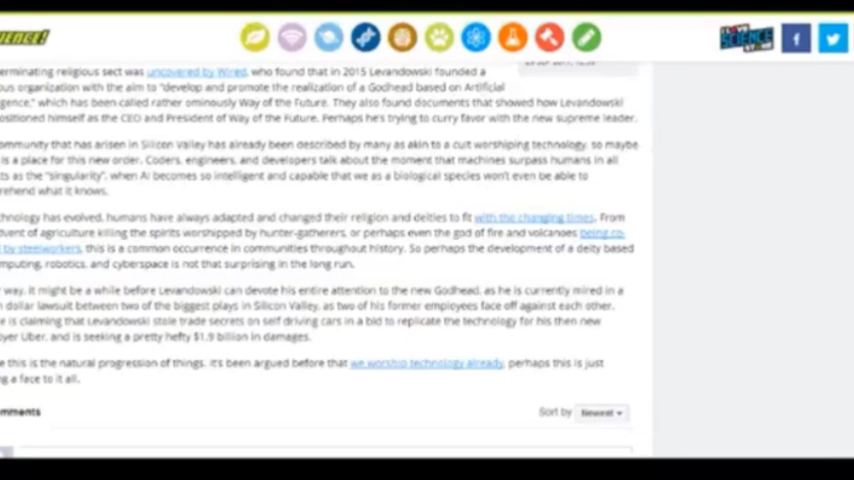 IENCE!
SCIENCE
f
erminating religious sect was uncovered by Wired, who found that in 2015 Levandowski founded a
ous organization with the aim to "develop and promote the realization of a Godhead based on Artificial
igence," which has been called rather ominously Way of the Future. They also found documents that showed how Levandowski
ositioned himself as the CEO and President of Way of the Future. Perhaps he's trying to curry favor with the new supreme leader.
ommunity that has arisen in Silicon Valley has already been described by many as akin to a cult worshiping technology, so maybe
is a place for this new order. Coders, engineers, and developers talk about the moment that machines surpass humans in all
cts as the "singularity", when AI becomes so intelligent and capable that we as a biological species won't even be able to
rehend what it knows.
chnology has evolved, humans have always adapted and changed their religion and deities to fit with the changing times. From
dvent of agriculture killing the spirits worshipped by hunter-gatherers, or perhaps even the god of fire and volcanoes being co-
d by steelworkers, this is a common occurrence in communities throughout history. So perhaps the development of a deity based
mputing, robotics, and cyberspace is not that surprising in the long run.
r way, it might be a while before Levandowski can devote his entire attention to the new Godhead, as he is currently mired in a
n dollar lawsuit between two of the biggest plays in Silicon Valley, as two of his former employees face off against each other.
e is claiming that Levandowski stole trade secrets on self driving cars in a bid to replicate the technology for his then new
oyer Uber, and is seeking a pretty hefty $1.9 billion in damages.
e this is the natural progression of things. It's been argued before that we worship technology already, perhaps this is just
ng a face to it all.
mments
Sort by Newest